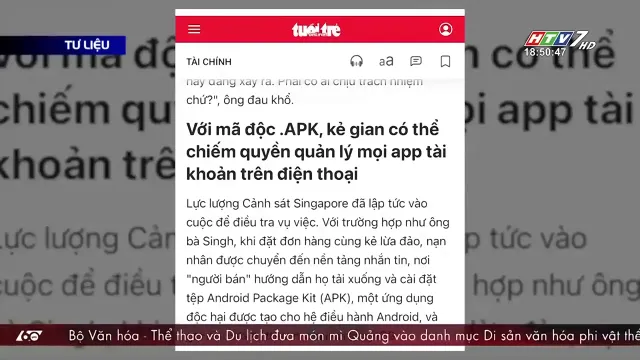 TƯ LIỆU
HTV7 HD
18:50:47
tuổi trẻ
TÀI CHÍNH
aA
này đang xảy ra. Phải có ai chịu trách nhiệm
chứ?", ông đau khổ.
Với mã độc .APK, kẻ gian có thể
chiếm quyền quản lý mọi app tài
khoản trên điện thoại
Lực lượng Cảnh sát Singapore đã lập tức vào
cuộc để điều tra vụ việc. Với trường hợp như ông
bà Singh, khi đặt đơn hàng cùng kẻ lừa đảo, nạn
nhân được chuyển đến nền tảng nhắn tin, nơi
"người bán" hướng dẫn họ tải xuống và cài đặt
tệp Android Package Kit (APK), một ứng dụng
độc hại được tạo cho hệ điều hành Android, và
60
Bộ Văn hóa - Thể thao và Du lịch đưa món mì Quảng vào danh mục Di sản văn hóa phi vật thể